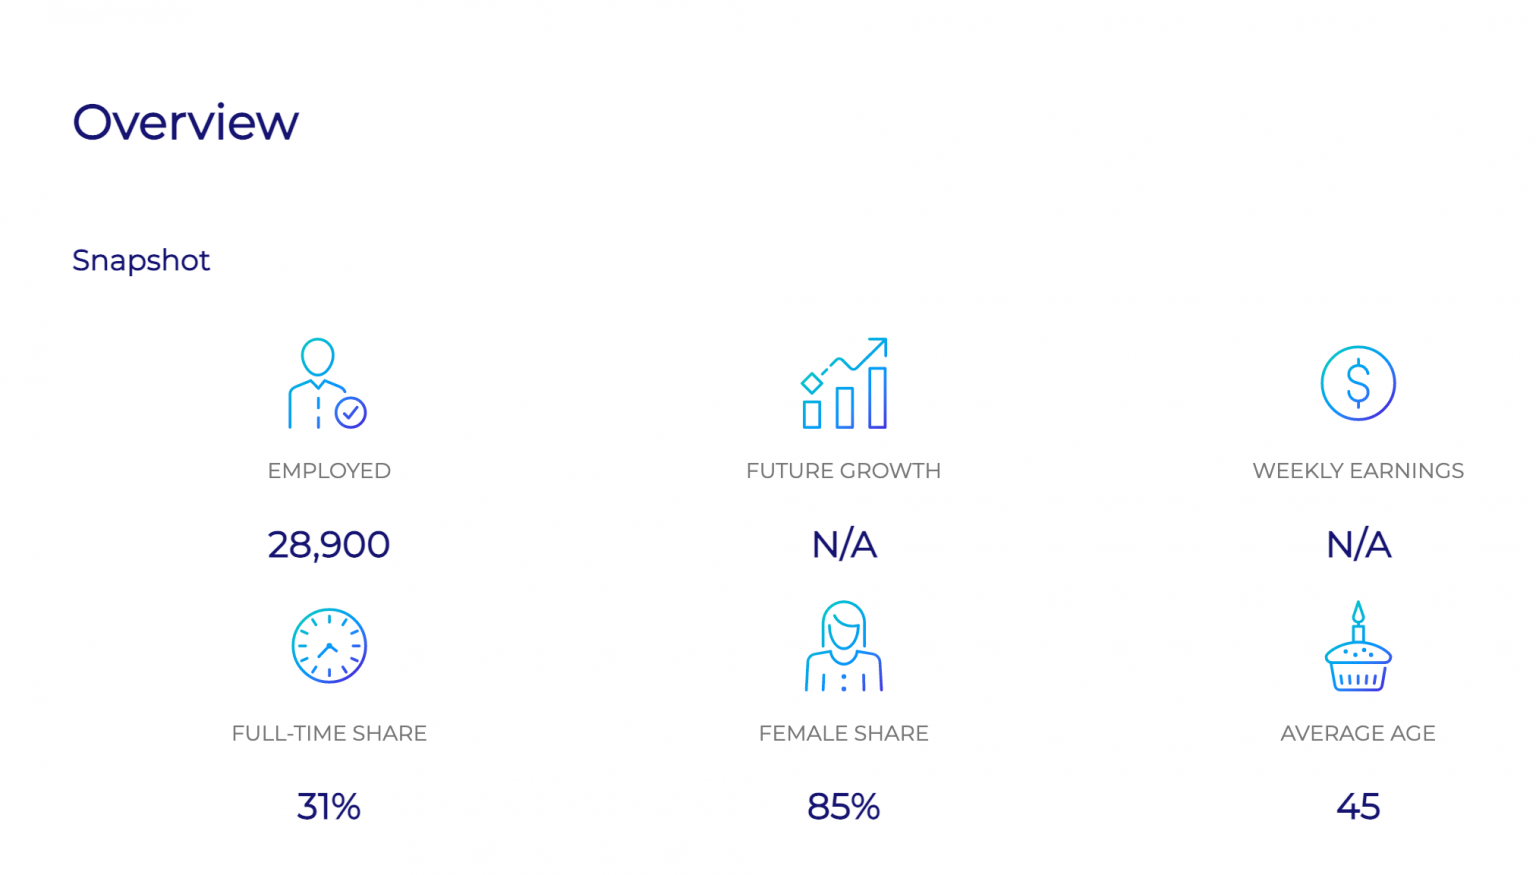 Overview
Snapshot
EMPLOYED
FUTURE GROWTH
WEEKLY EARNINGS
28,900
N/A
N/A
FULL-TIME SHARE
FEMALE SHARE
AVERAGE AGE
31%
85%
45